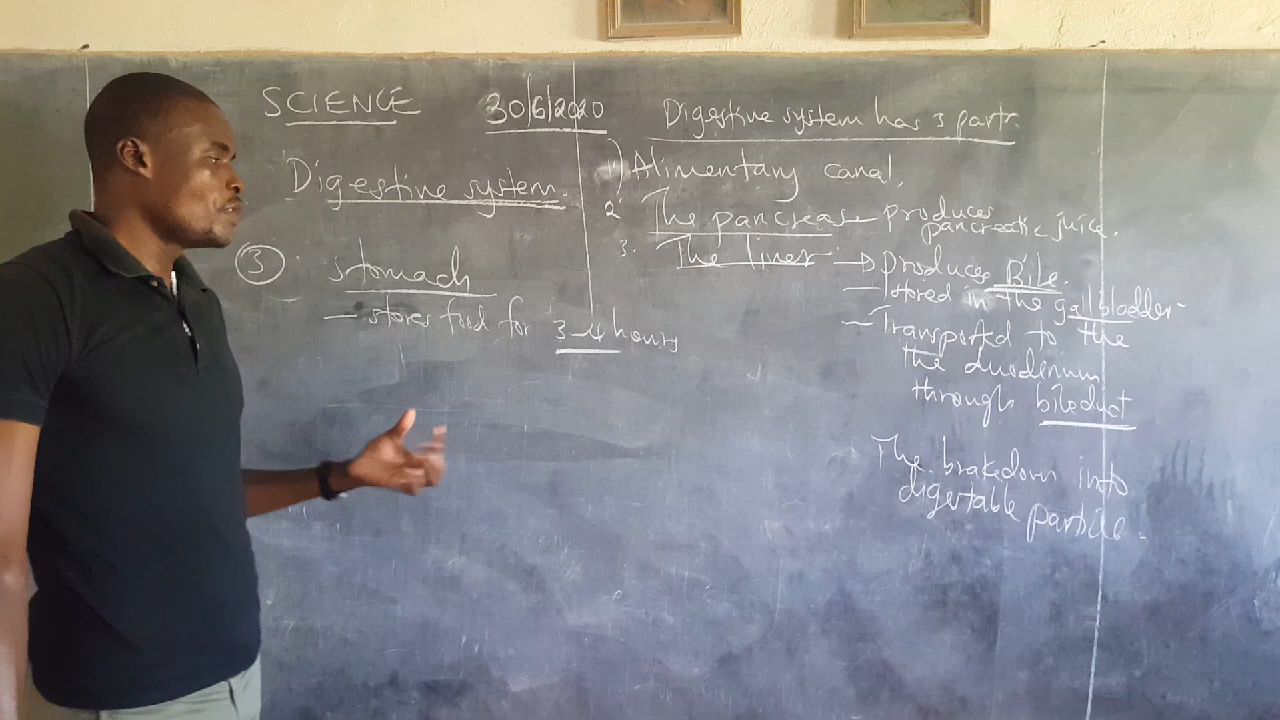 SCIENCE 30/6/2020
Digestive system.
3 stomach
— stores food for 3-4 hours
Digestive system has 3 parts.
1) Alimentary canal.
2 The pancrease – produces
pancreatic juice.
3. The liver → produces Bile.
— stored in the gall bladder-
— Transported to the
the duodenum
through bileduct
The brakedown into
digestable particle.